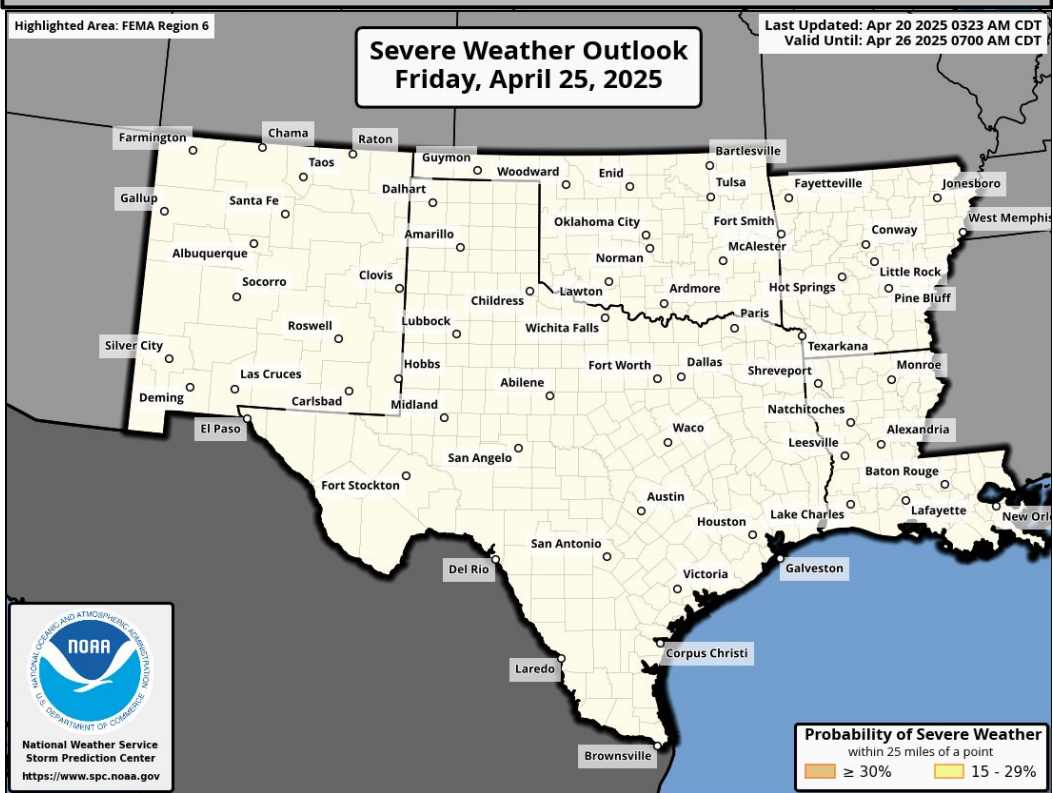 Highlighted Area: FEMA Region 6
Last Updated: Apr 20 2025 0323 AM CDT
Valid Until: Apr 26 2025 0700 AM CDT
Severe Weather Outlook
Friday, April 25, 2025
Farmington
Chama
Raton
Taos
Guymon
Woodward
Enid
Bartlesville
Tulsa
Fayetteville
Jonesboro
Gallup
Santa Fe
Dalhart
Oklahoma City
Fort Smith
West Memphis
Albuquerque
Amarillo
Norman
McAlester
Conway
Socorro
Clovis
Childress
Lawton
Ardmore
Hot Springs
Little Rock
Pine Bluff
Roswell
Lubbock
Wichita Falls
Paris
Texarkana
Silver City
Las Cruces
Hobbs
Fort Worth
Dallas
Shreveport
Monroe
Deming
Carlsbad
Midland
Abilene
Natchitoches
El Paso
Waco
Leesville
Alexandria
San Angelo
Fort Stockton
Baton Rouge
Austin
Houston
Lake Charles
Lafayette
New Orl
San Antonio
Del Rio
Victoria
Galveston
Laredo
Corpus Christi
Brownsville
NATIONAL OCEANIC AND ATMOSPHERIC ADMINISTRATION
NOAA
U.S. DEPARTMENT OF COMMERCE
National Weather Service
Storm Prediction Center
https://www.spc.noaa.gov
Probability of Severe Weather
within 25 miles of a point
≥ 30%
15 - 29%